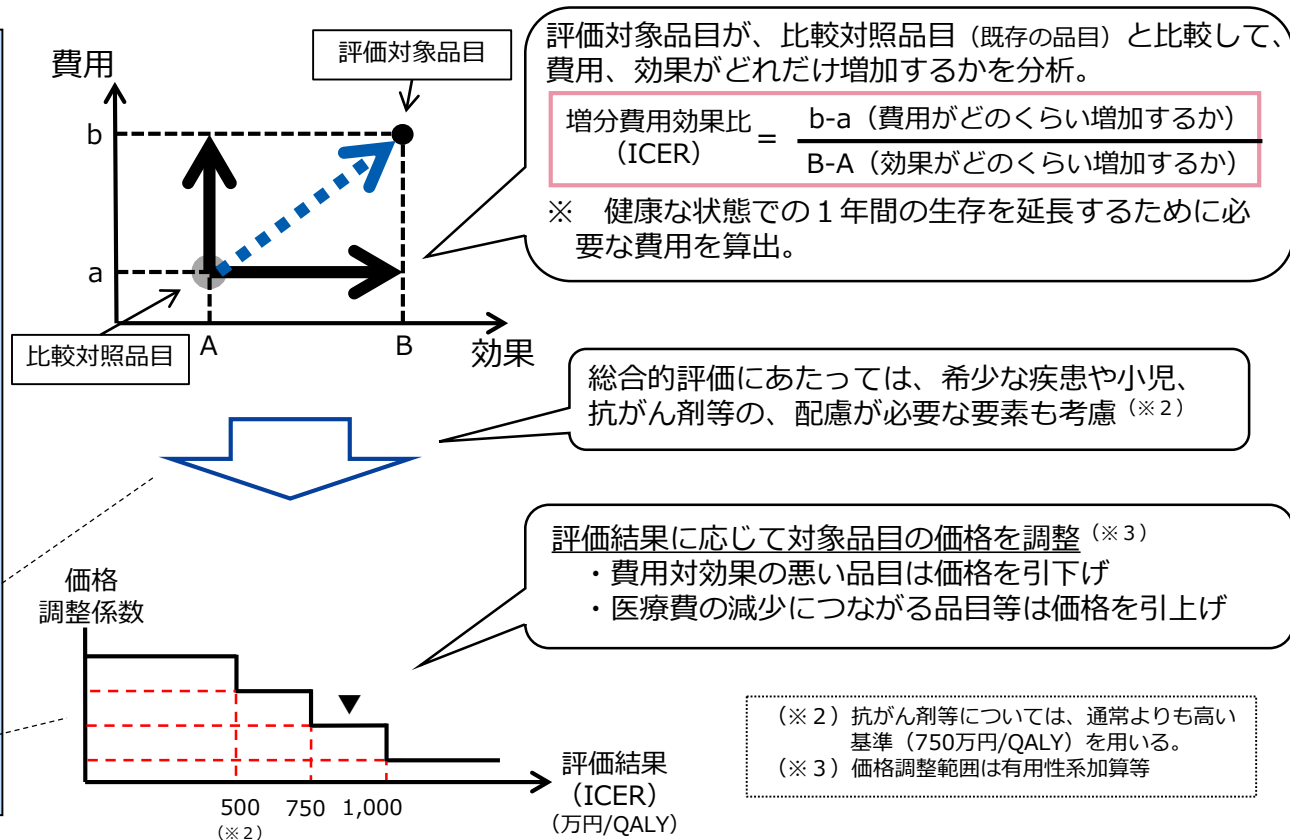 費用
評価対象品目
b
a
A
B
効果
比較対照品目
評価対象品目が、比較対照品目（既存の品目）と比較して、
費用、効果がどれだけ増加するかを分析。
増分費用効果比
（ICER）
=
b-a（費用がどのくらい増加するか）
B-A（効果がどのくらい増加するか）
※　健康な状態での１年間の生存を延長するために必
要な費用を算出。
総合的評価にあたっては、希少な疾患や小児、
抗がん剤等の、配慮が必要な要素も考慮（※２）
評価結果に応じて対象品目の価格を調整（※３）
・費用対効果の悪い品目は価格を引下げ
・医療費の減少につながる品目等は価格を引上げ
価格
調整係数
500
（※２）
750
1,000
評価結果
（ICER）
（万円/QALY）
（※２）抗がん剤等については、通常よりも高い
基準（750万円/QALY）を用いる。
（※３）価格調整範囲は有用性系加算等